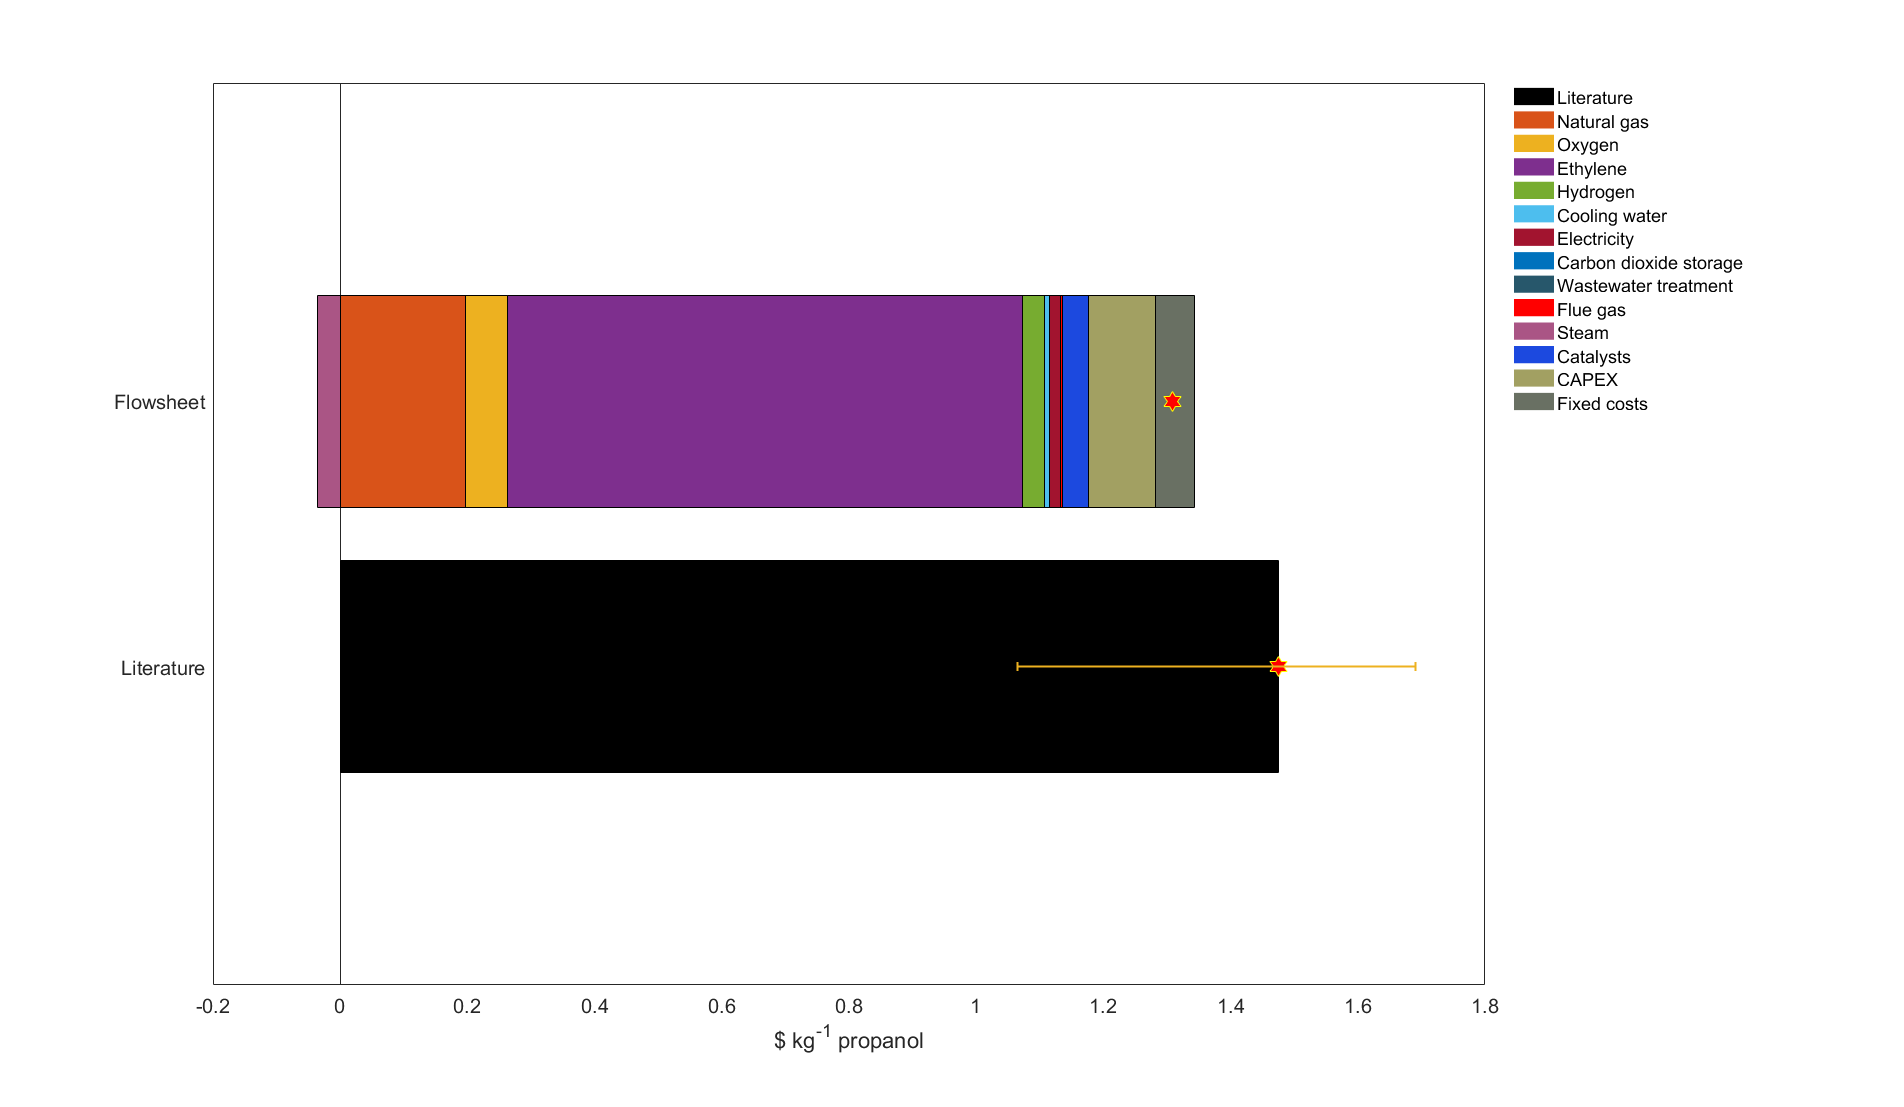 Literature
Natural gas
Oxygen
Ethylene
Hydrogen
Cooling water
Electricity
Carbon dioxide storage
Wastewater treatment
Flue gas
Steam
Catalysts
CAPEX
Fixed costs
Flowsheet
Literature
-0.2 0 0.2 0.4 0.6 0.8 1 1.2 1.4 1.6 1.8
$ kg⁻¹ propanol